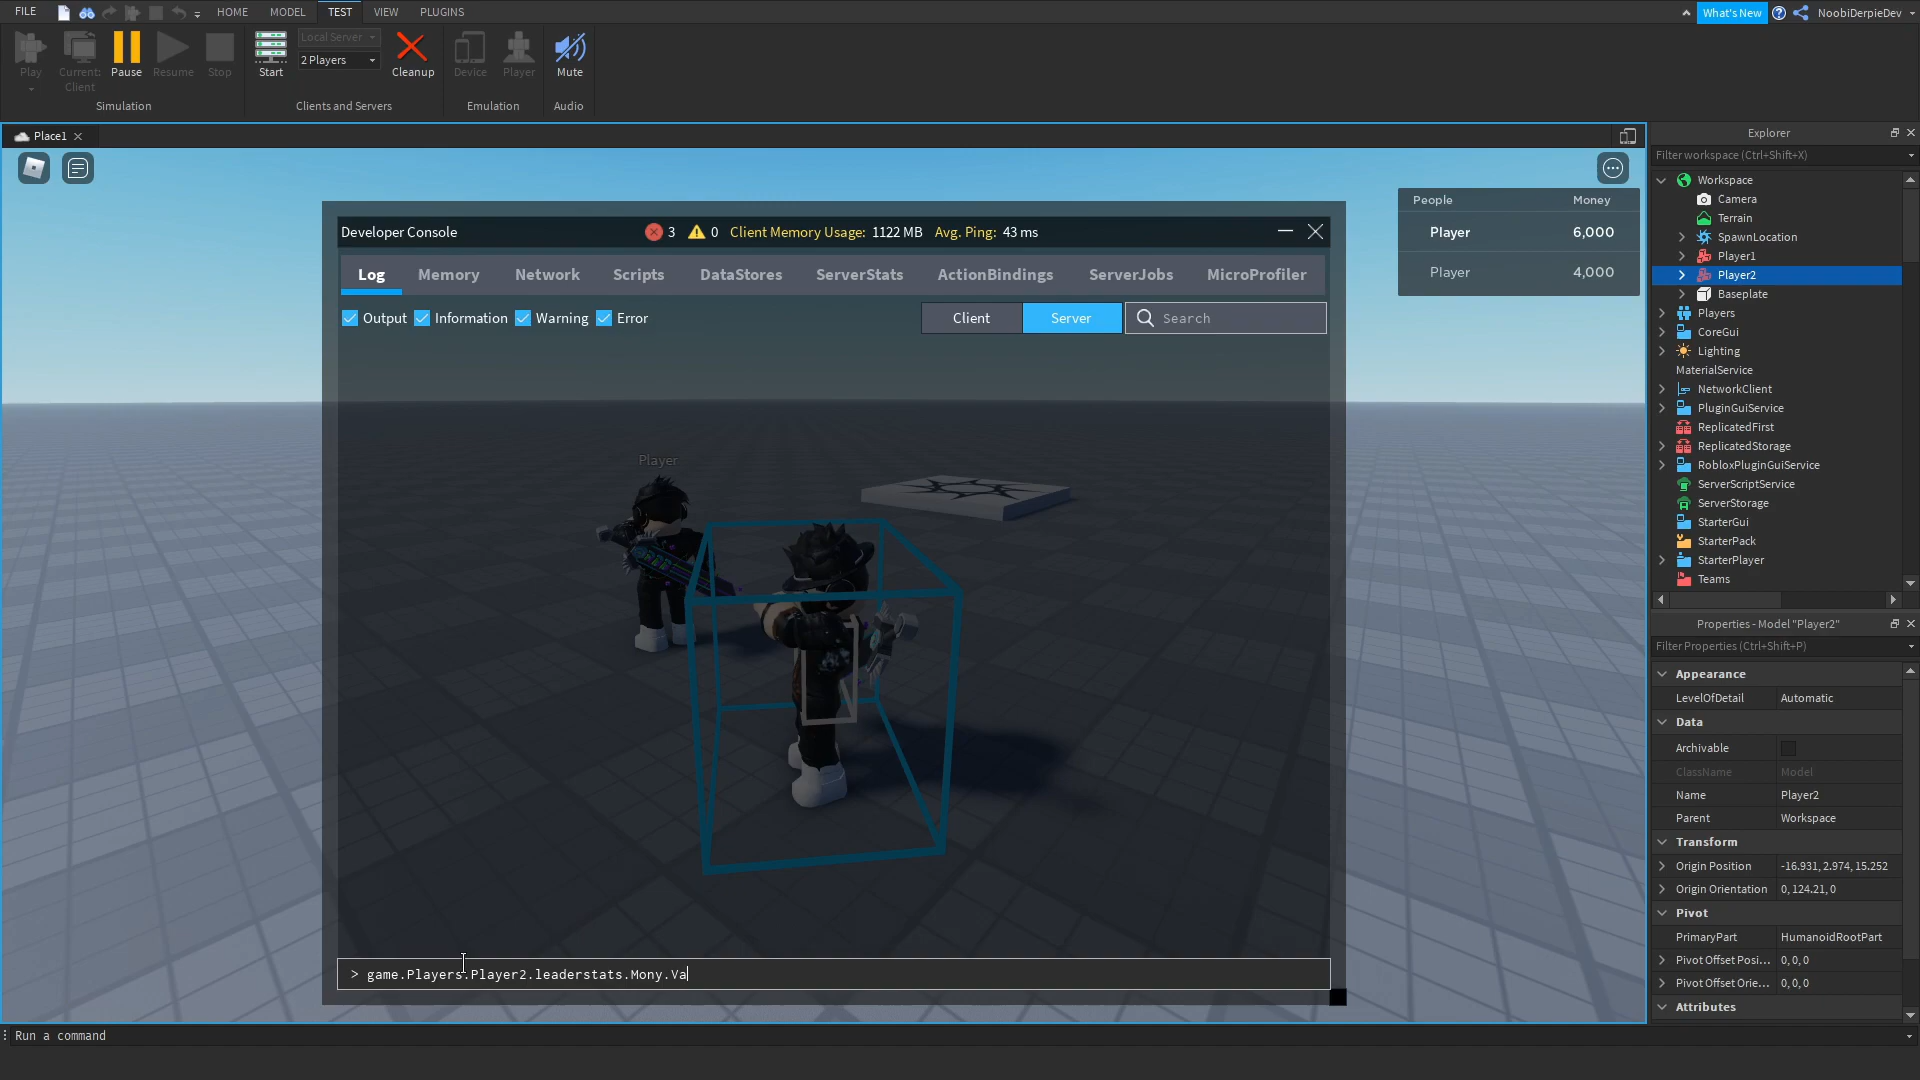 FILE HOME MODEL TEST VIEW PLUGINS What's New NoobiDerpieDev
Play Current: Client Pause Resume Stop Start Local Server 2 Players Cleanup Device Player Mute
Simulation Clients and Servers Emulation Audio
Place1
People Money
Player 6,000
Player 4,000
Developer Console 3 0 Client Memory Usage: 1122 MB Avg. Ping: 43 ms
Log Memory Network Scripts DataStores ServerStats ActionBindings ServerJobs MicroProfiler
Output Information Warning Error Client Server Search
Player
> game.Players.Player2.leaderstats.Mony.Va
Run a command
Explorer
Filter workspace (Ctrl+Shift+X)
Workspace
Camera
Terrain
SpawnLocation
Player1
Player2
Baseplate
Players
CoreGui
Lighting
MaterialService
NetworkClient
PluginGuiService
ReplicatedFirst
ReplicatedStorage
RobloxPluginGuiService
ServerScriptService
ServerStorage
StarterGui
StarterPack
StarterPlayer
Teams
Properties - Model "Player2"
Filter Properties (Ctrl+Shift+P)
Appearance
LevelOfDetail Automatic
Data
Archivable
ClassName Model
Name Player2
Parent Workspace
Transform
Origin Position -16.931, 2.974, 15.252
Origin Orientation 0, 124.21, 0
Pivot
PrimaryPart HumanoidRootPart
Pivot Offset Posi... 0, 0, 0
Pivot Offset Orie... 0, 0, 0
Attributes